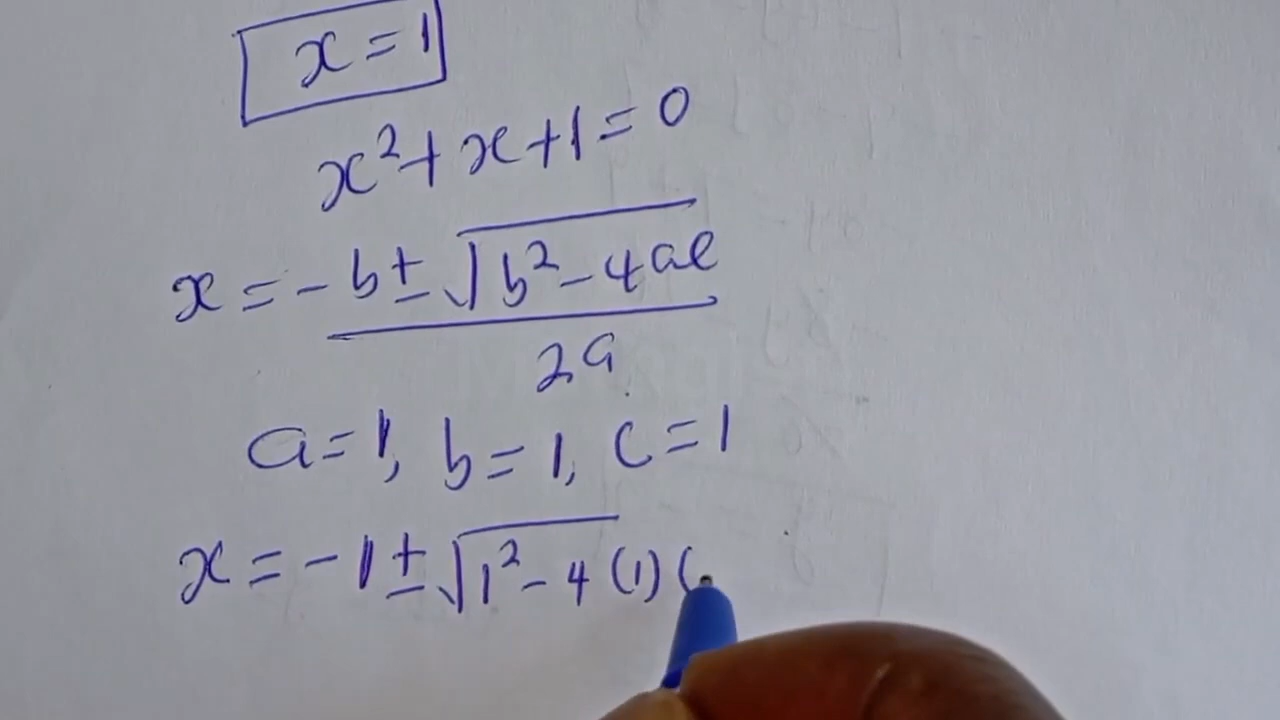 x = 1
x² + x + 1 = 0
x = -b ± √(b² - 4ac)
2a
a = 1, b = 1, c = 1
x = -1 ± √1² - 4 (1) (